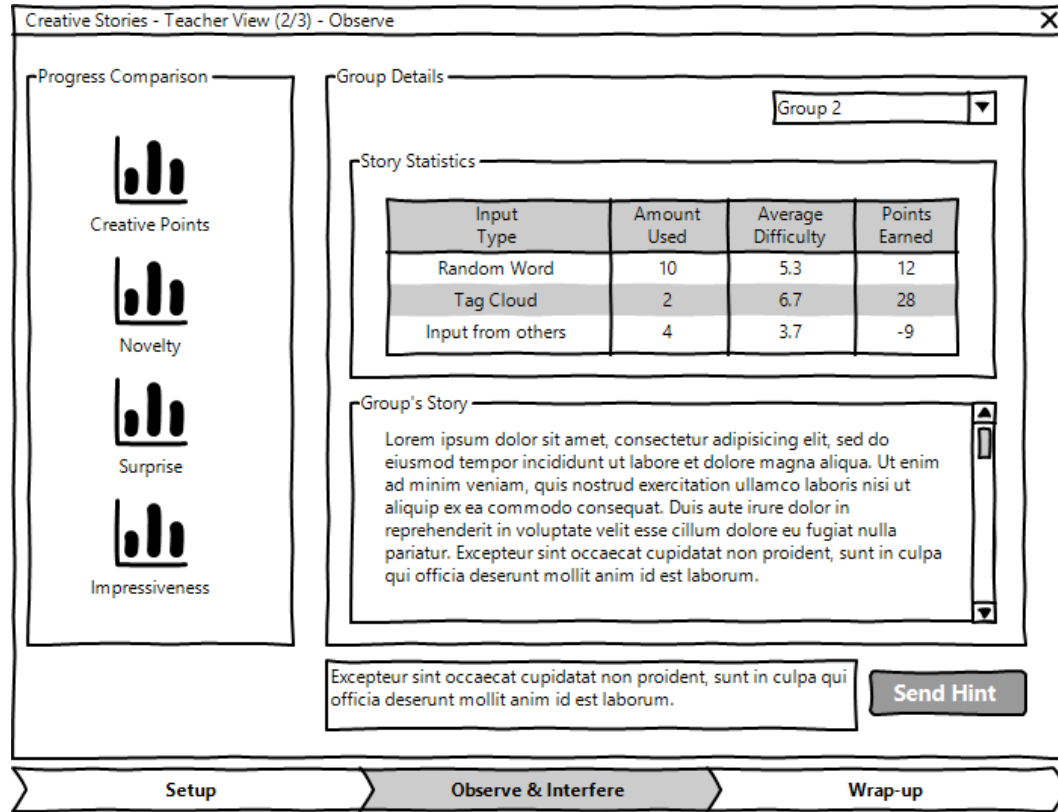 Creative Stories - Teacher View (2/3) - Observe
Progress Comparison
Creative Points
Novelty
Surprise
Impressiveness
Group Details
Group 2
Story Statistics
Input Type Amount Used Average Difficulty Points Earned
Random Word 10 5.3 12
Tag Cloud 2 6.7 28
Input from others 4 3.7 -9
Group's Story
Lorem ipsum dolor sit amet, consectetur adipisicing elit, sed do
eiusmod tempor incididunt ut labore et dolore magna aliqua. Ut enim
ad minim veniam, quis nostrud exercitation ullamco laboris nisi ut
aliquip ex ea commodo consequat. Duis aute irure dolor in
reprehenderit in voluptate velit esse cillum dolore eu fugiat nulla
pariatur. Excepteur sint occaecat cupidatat non proident, sunt in culpa
qui officia deserunt mollit anim id est laborum.
Excepteur sint occaecat cupidatat non proident, sunt in culpa qui
officia deserunt mollit anim id est laborum.
Send Hint
Setup
Observe & Interfere
Wrap-up